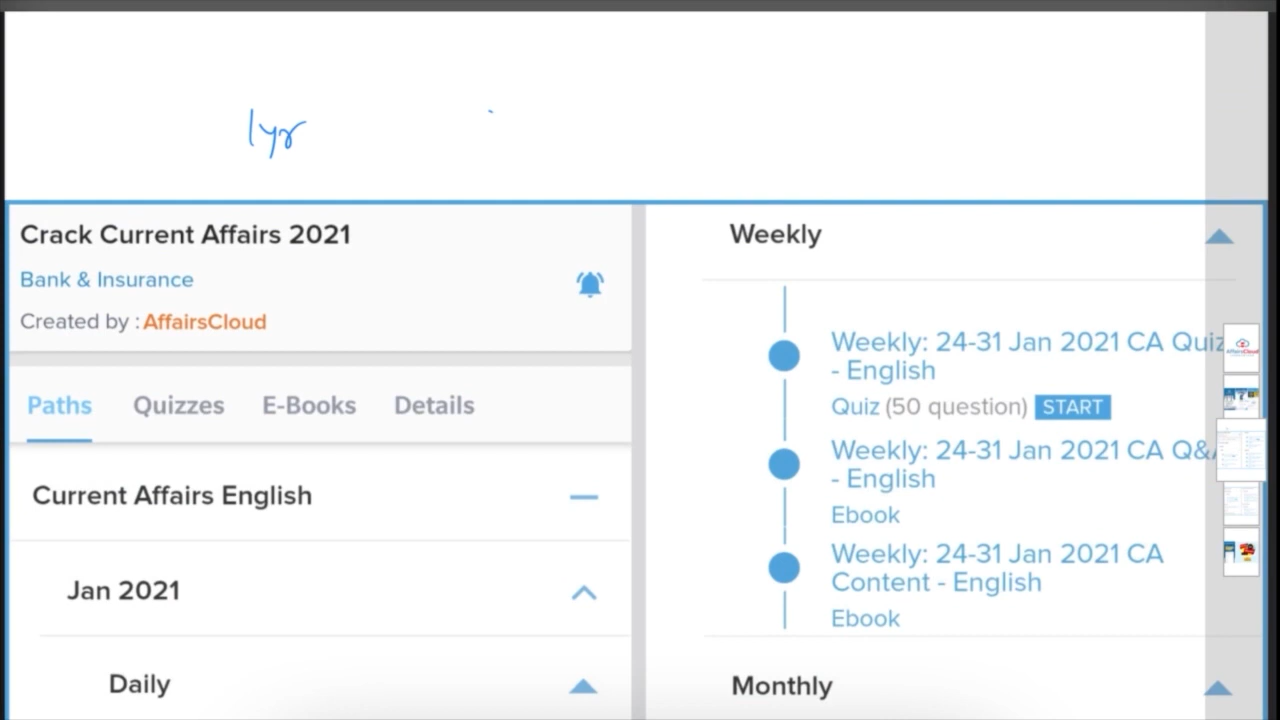 1yr
Crack Current Affairs 2021
Bank & Insurance
Created by : AffairsCloud
Paths Quizzes E-Books Details
Current Affairs English
Jan 2021
Daily
Weekly
Weekly: 24-31 Jan 2021 CA Quiz
- English
Quiz (50 question) START
Weekly: 24-31 Jan 2021 CA Q&A
- English
Ebook
Weekly: 24-31 Jan 2021 CA
Content - English
Ebook
Monthly